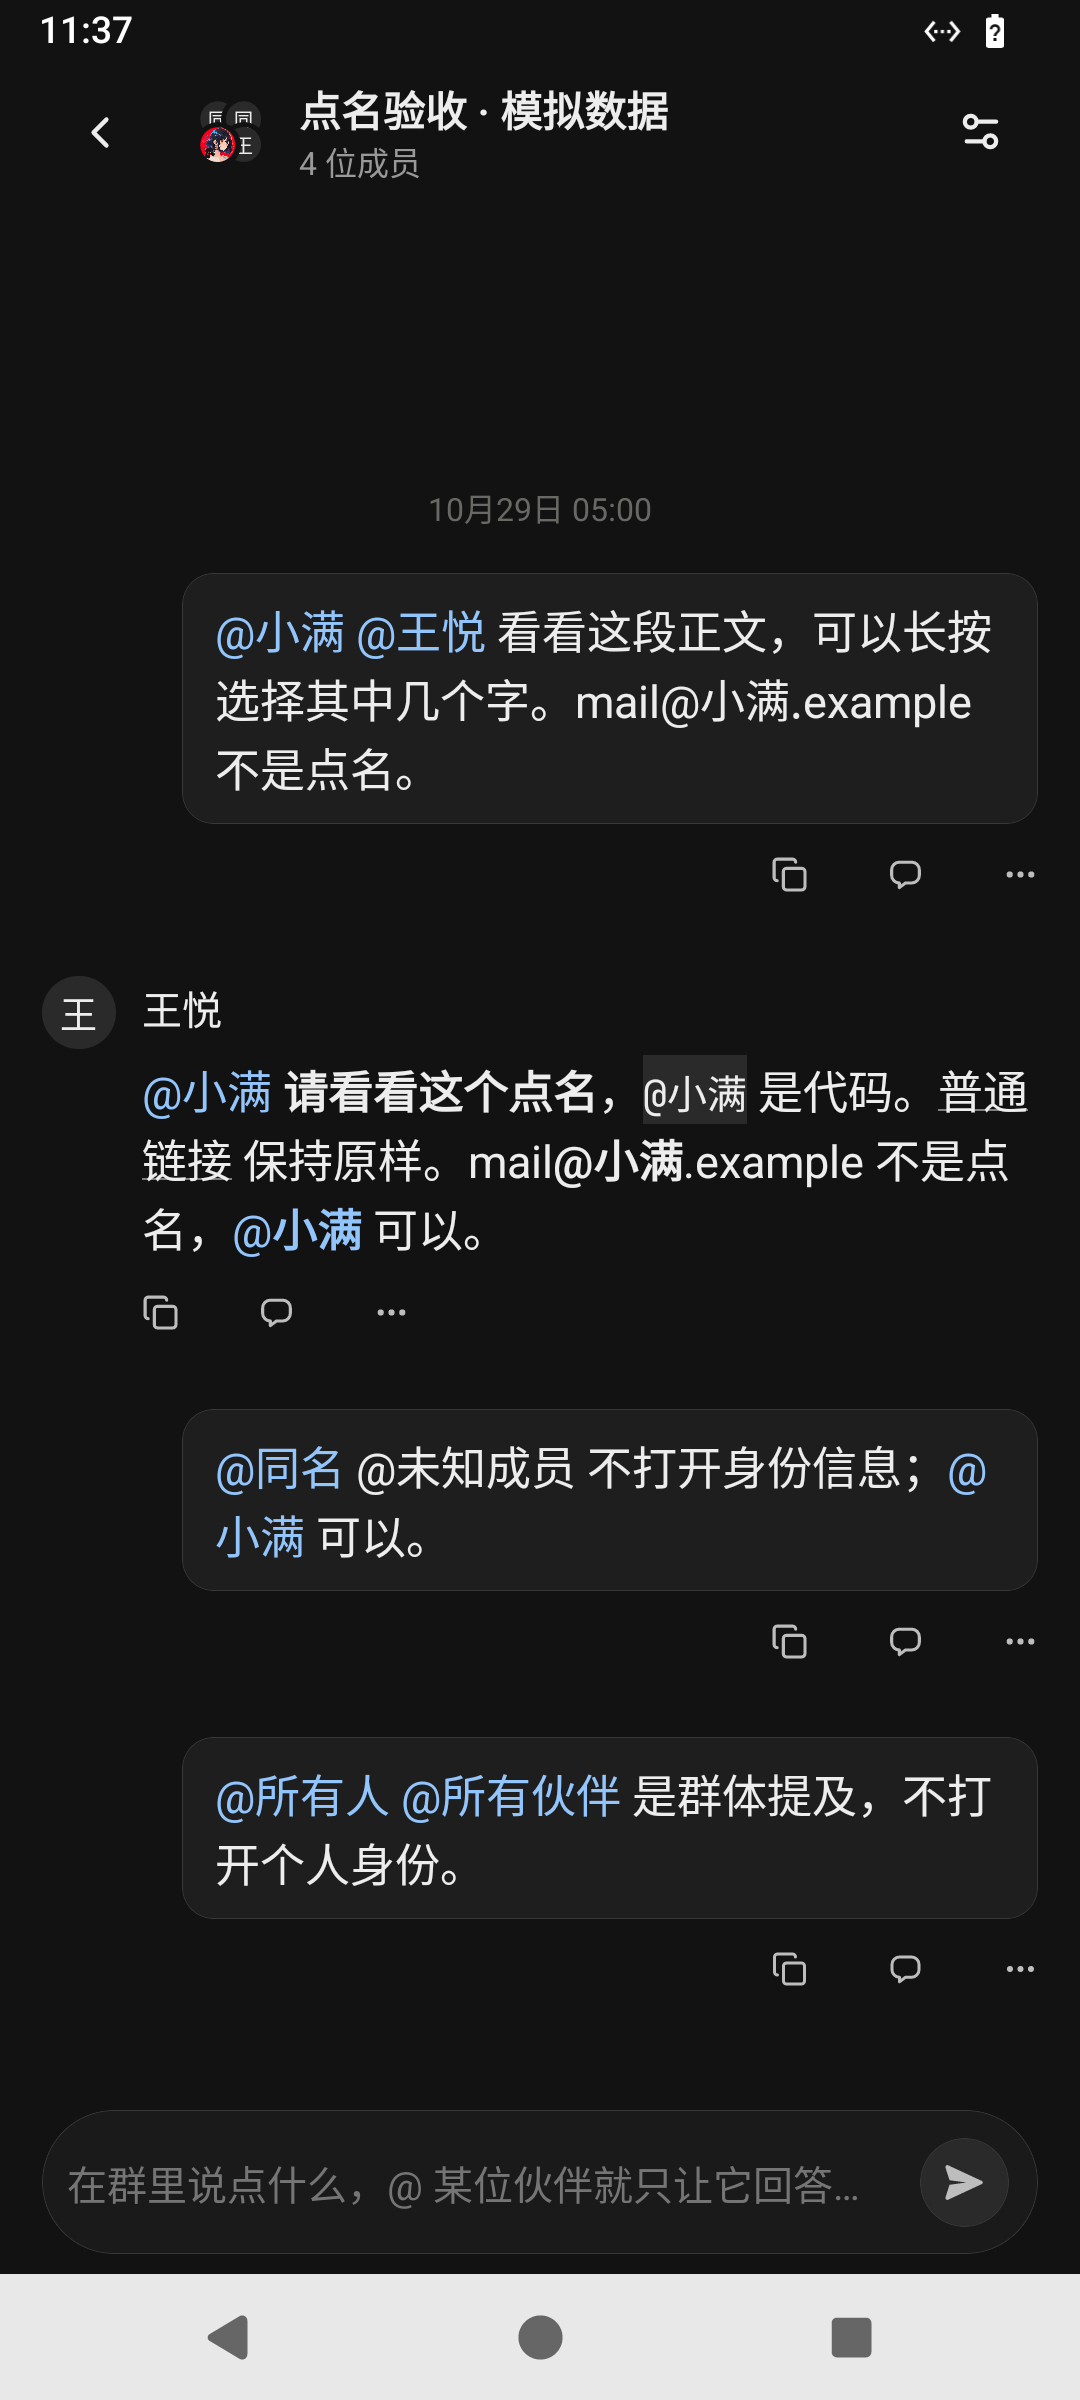 11:37
点名验收 · 模拟数据
4 位成员
同
王
10月29日 05:00
@小满 @王悦 看看这段正文，可以长按
选择其中几个字。mail@小满.example
不是点名。
王
王悦
@小满 请看看这个点名，@小满 是代码。普通
链接 保持原样。mail@小满.example 不是点
名，@小满 可以。
@同名 @未知成员 不打开身份信息；@
小满 可以。
@所有人 @所有伙伴 是群体提及，不打
开个人身份。
在群里说点什么，@ 某位伙伴就只让它回答…